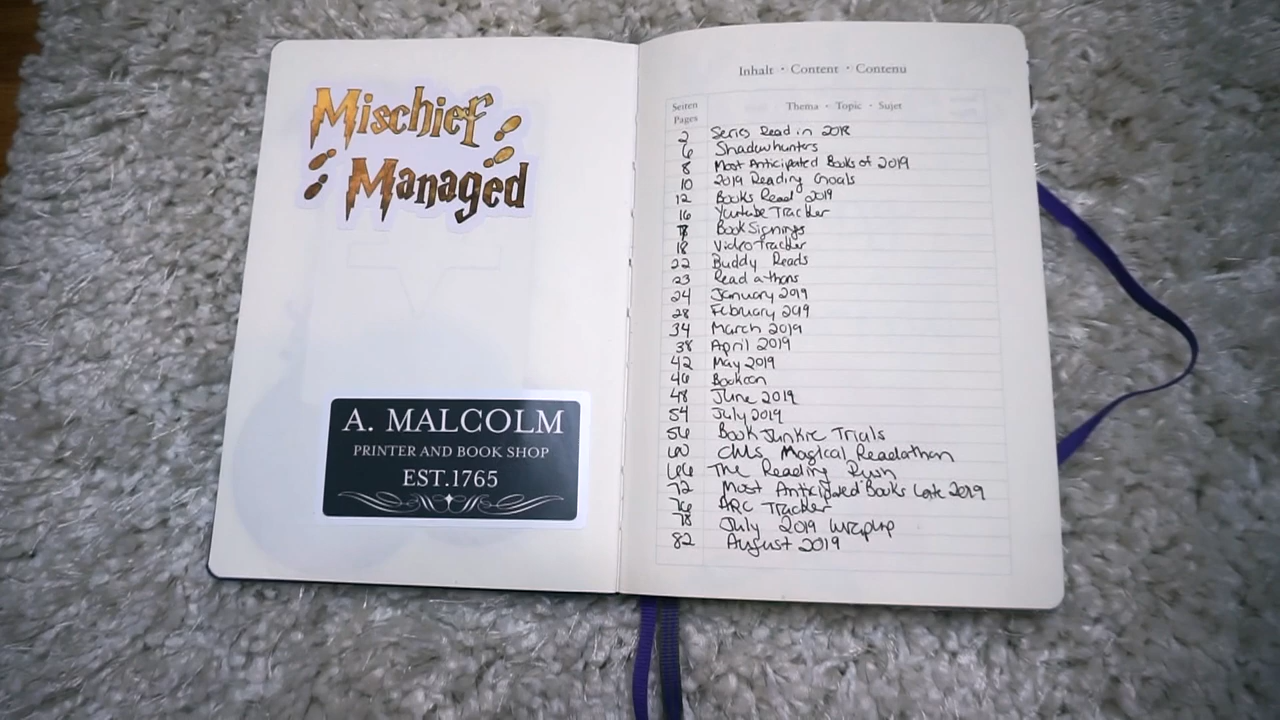 Mischief
Managed
A. MALCOLM
PRINTER AND BOOK SHOP
EST.1765
Inhalt · Content · Contenu
Seiten Pages Thema · Topic · Sujet
2 Series Read in 2018
6 Shadowhunters
8 Most Anticipated Books of 2019
10 2019 Reading Goals
12 Books Read 2019
16 Youtube Tracker
Book Signings
18 Video Tracker
22 Buddy Reads
23 Readathons
24 January 2019
28 February 2019
34 March 2019
38 April 2019
42 May 2019
46 Bookcon
48 June 2019
54 July 2019
56 Book Junkie Trials
60 Magical Readathon
66 The Reading Rush
72 Most Anticipated Books Late 2019
76 ARC Tracker
78 July 2019 Wrapup
82 August 2019